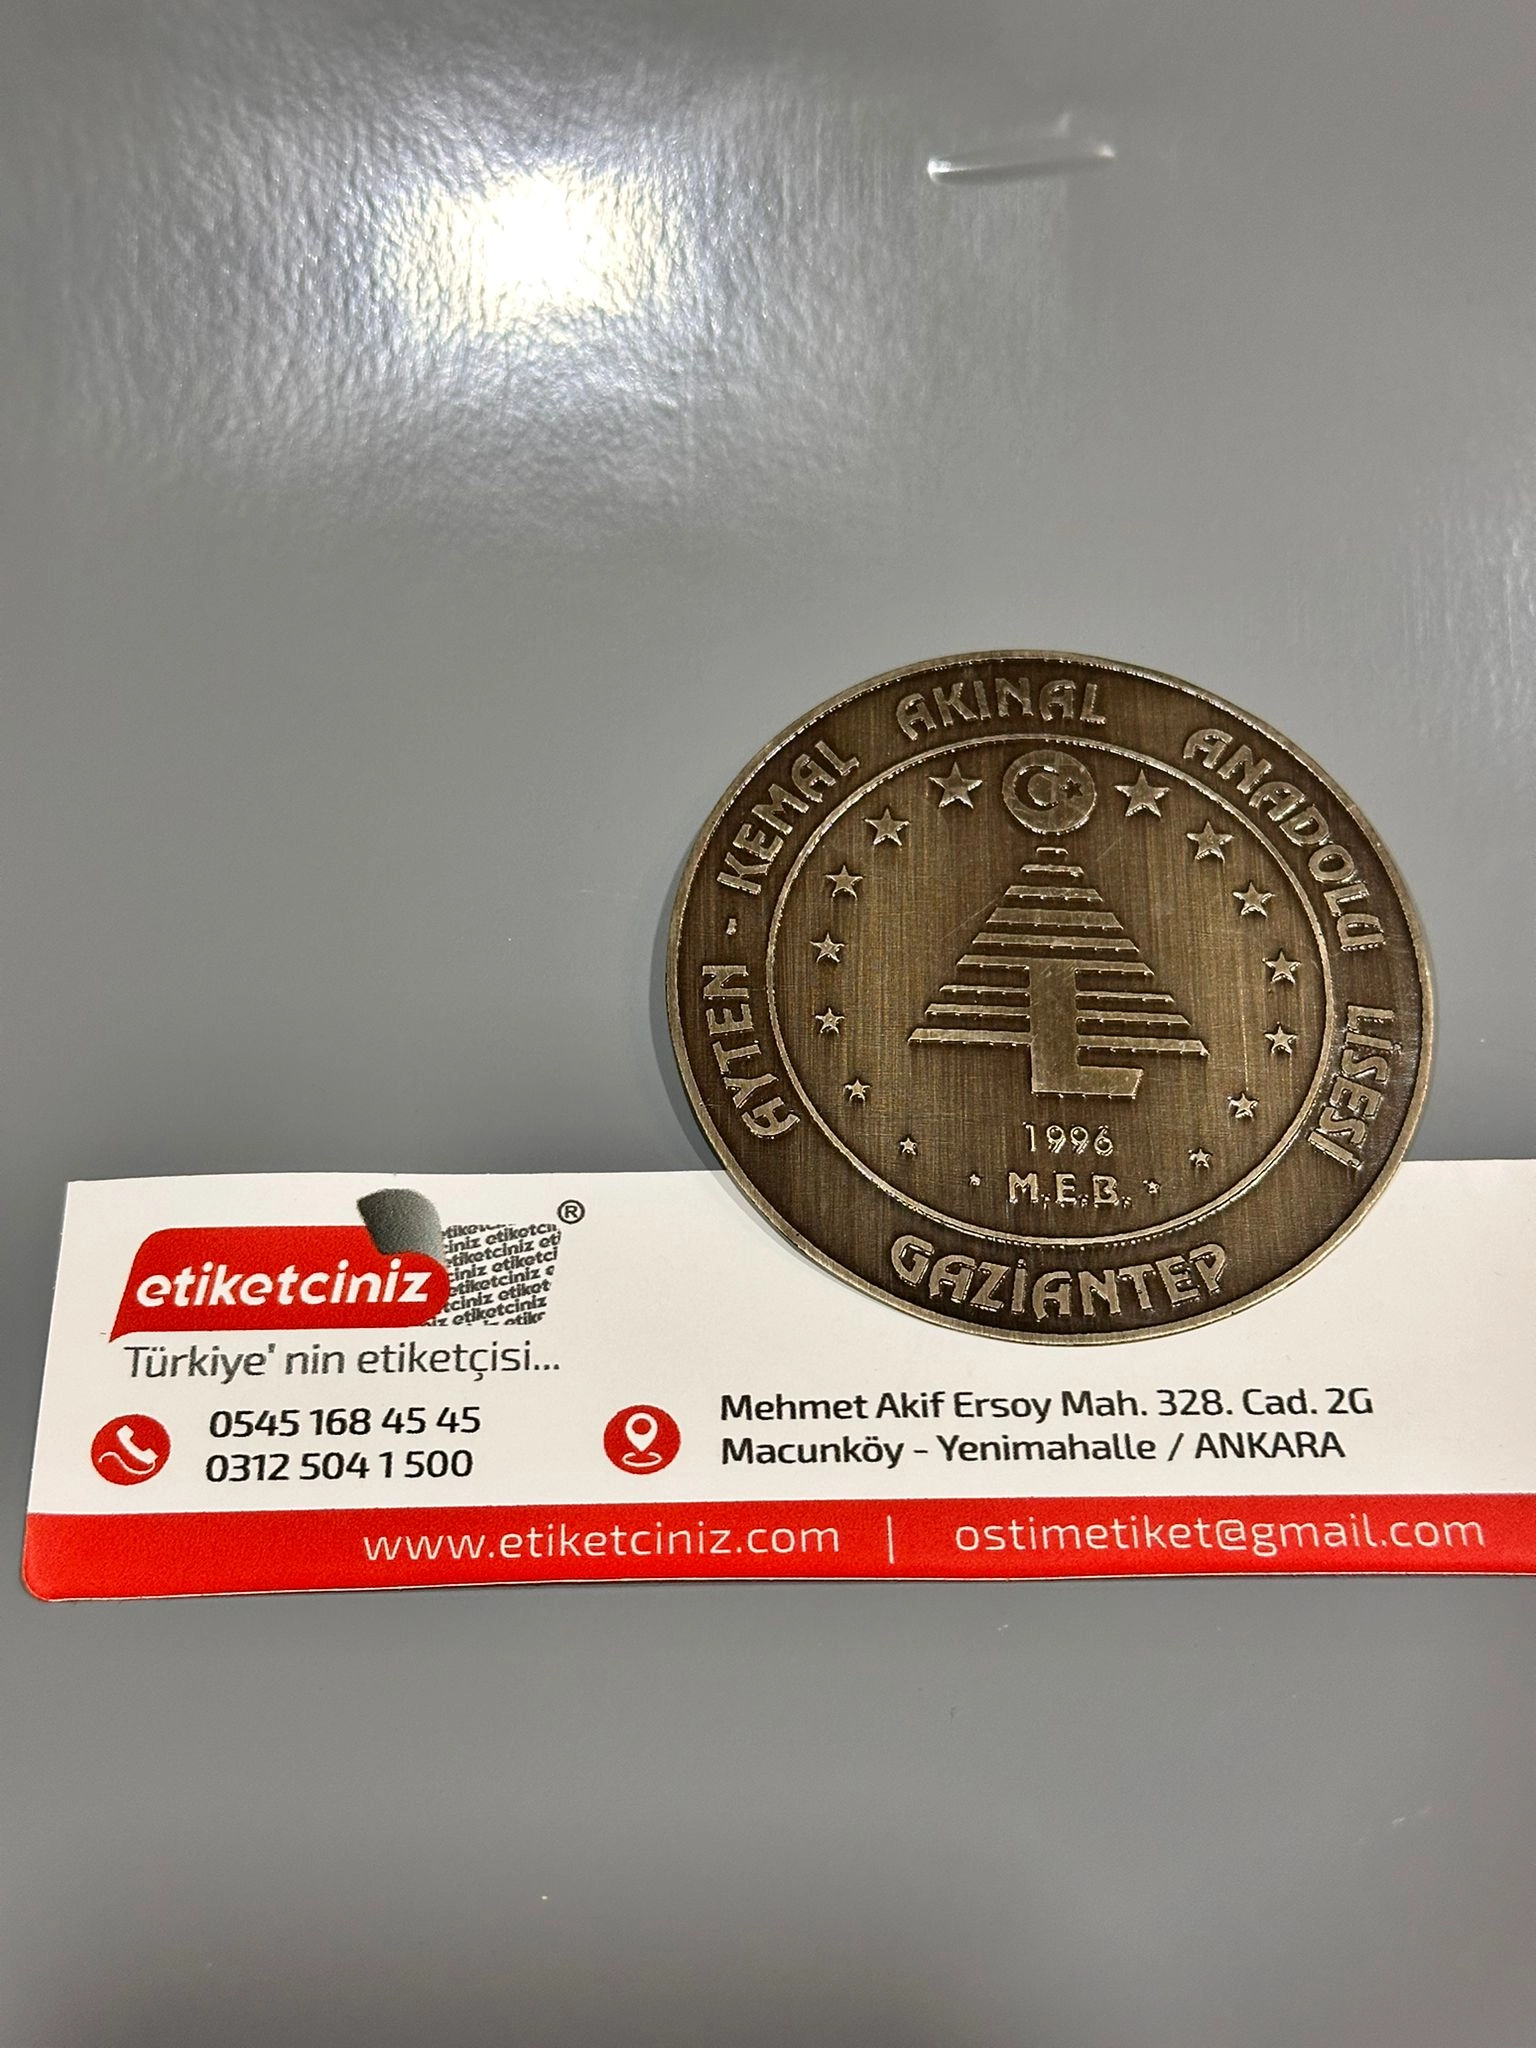 AYTEN - KEMAL AKINAL ANADOLU LİSESİ
1996
M.E.B.
GAZİANTEP
etiketciniz ®
Türkiye' nin etiketçisi...
0545 168 45 45
0312 504 1 500
Mehmet Akif Ersoy Mah. 328. Cad. 2G
Macunköy - Yenimahalle / ANKARA
www.etiketciniz.com | ostimetiket@gmail.com